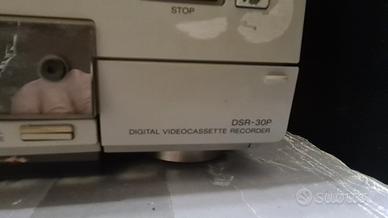 STOP
DSR-30P
DIGITAL VIDEOCASSETTE RECORDER
subito